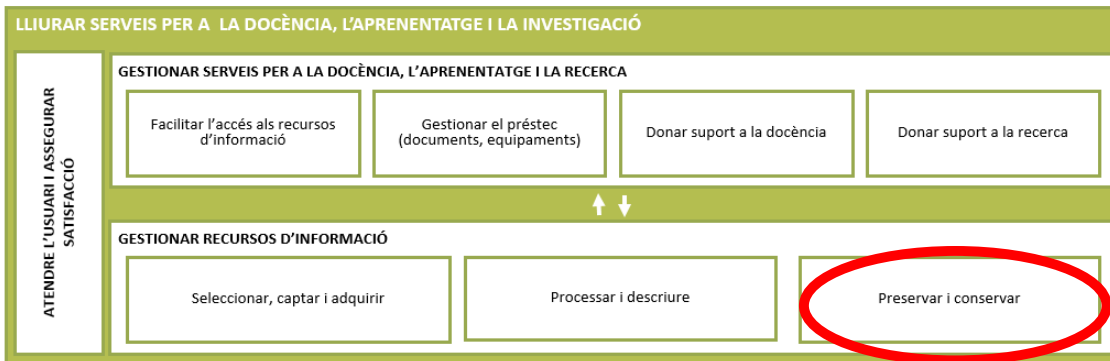 LLIURAR SERVEIS PER A  LA DOCÈNCIA, L'APRENENTATGE I LA INVESTIGACIÓ
ATENDRE L'USUARI I ASSEGURAR
SATISFACCIÓ
GESTIONAR SERVEIS PER A LA DOCÈNCIA, L'APRENENTATGE I LA RECERCA
Facilitar l'accés als recursos
d'informació
Gestionar el préstec
(documents, equipaments)
Donar suport a la docència
Donar suport a la recerca
GESTIONAR RECURSOS D'INFORMACIÓ
Seleccionar, captar i adquirir
Processar i descriure
Preservar i conservar